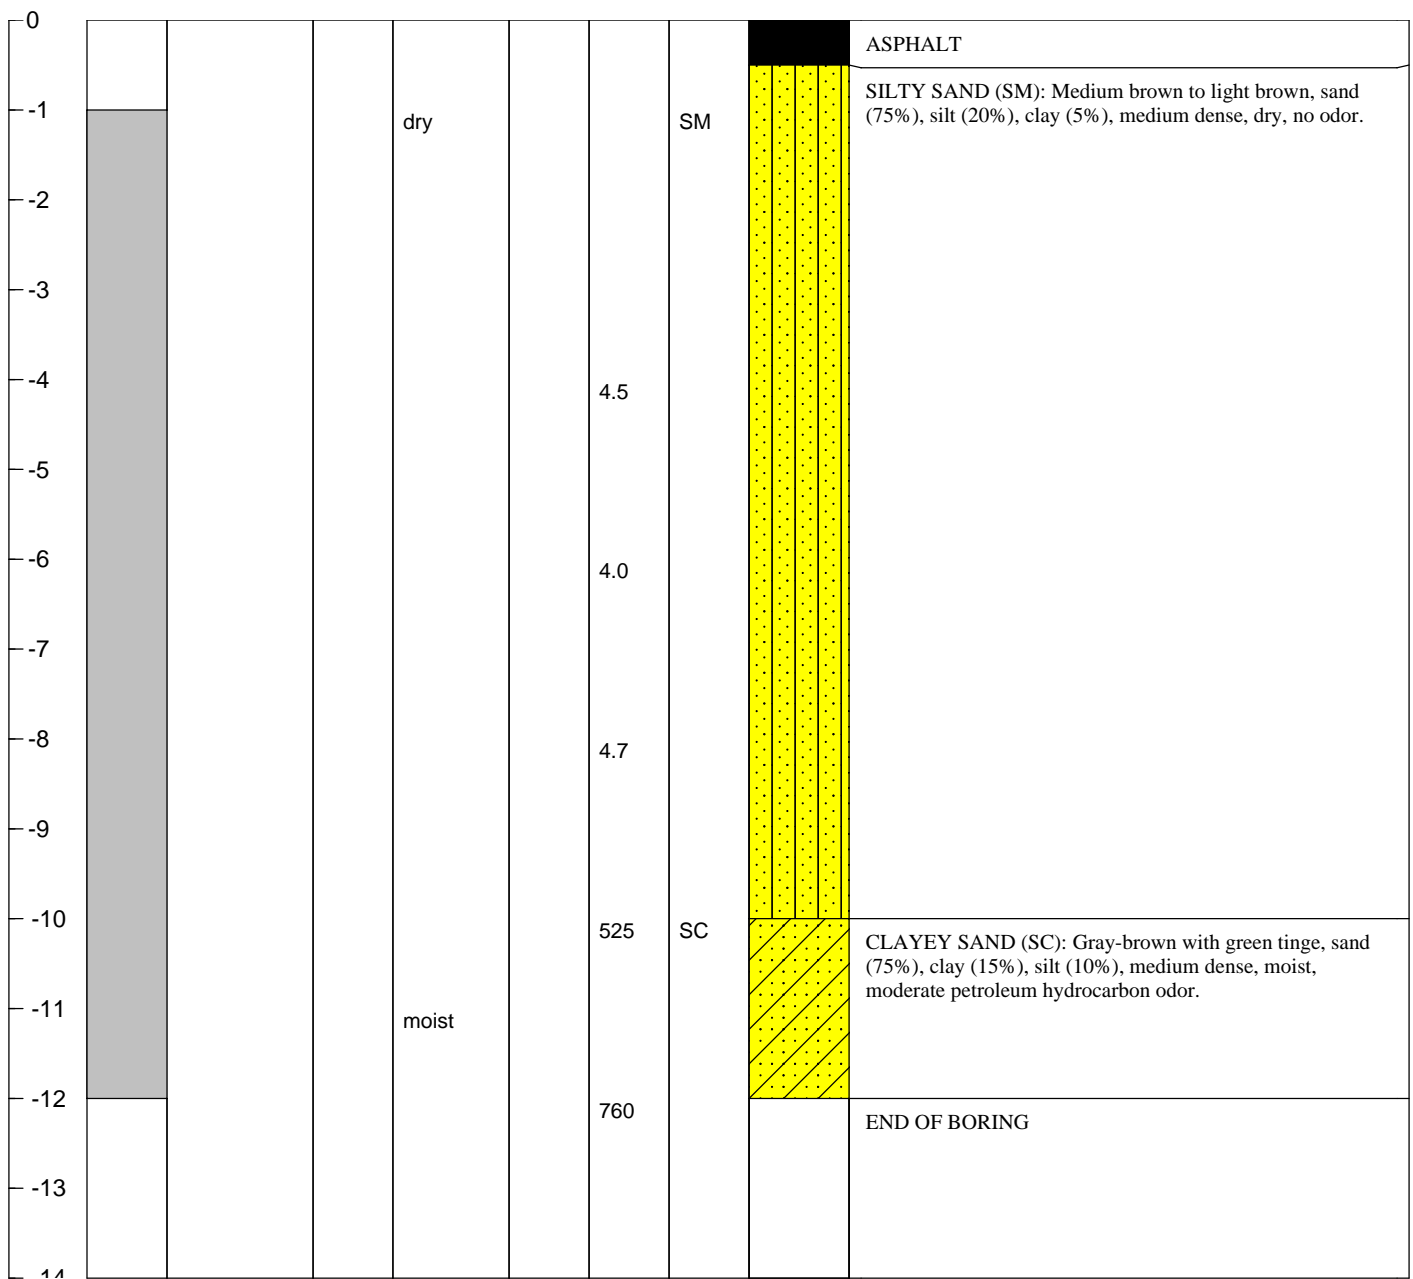 0
ASPHALT
SILTY SAND (SM): Medium brown to light brown, sand
(75%), silt (20%), clay (5%), medium dense, dry, no odor.
-1
dry
SM
-2
-3
-4
4.5
-5
-6
4.0
-7
-8
4.7
-9
-10
525
SC
CLAYEY SAND (SC): Gray-brown with green tinge, sand
(75%), clay (15%), silt (10%), medium dense, moist,
moderate petroleum hydrocarbon odor.
-11
moist
-12
760
END OF BORING
-13
-14